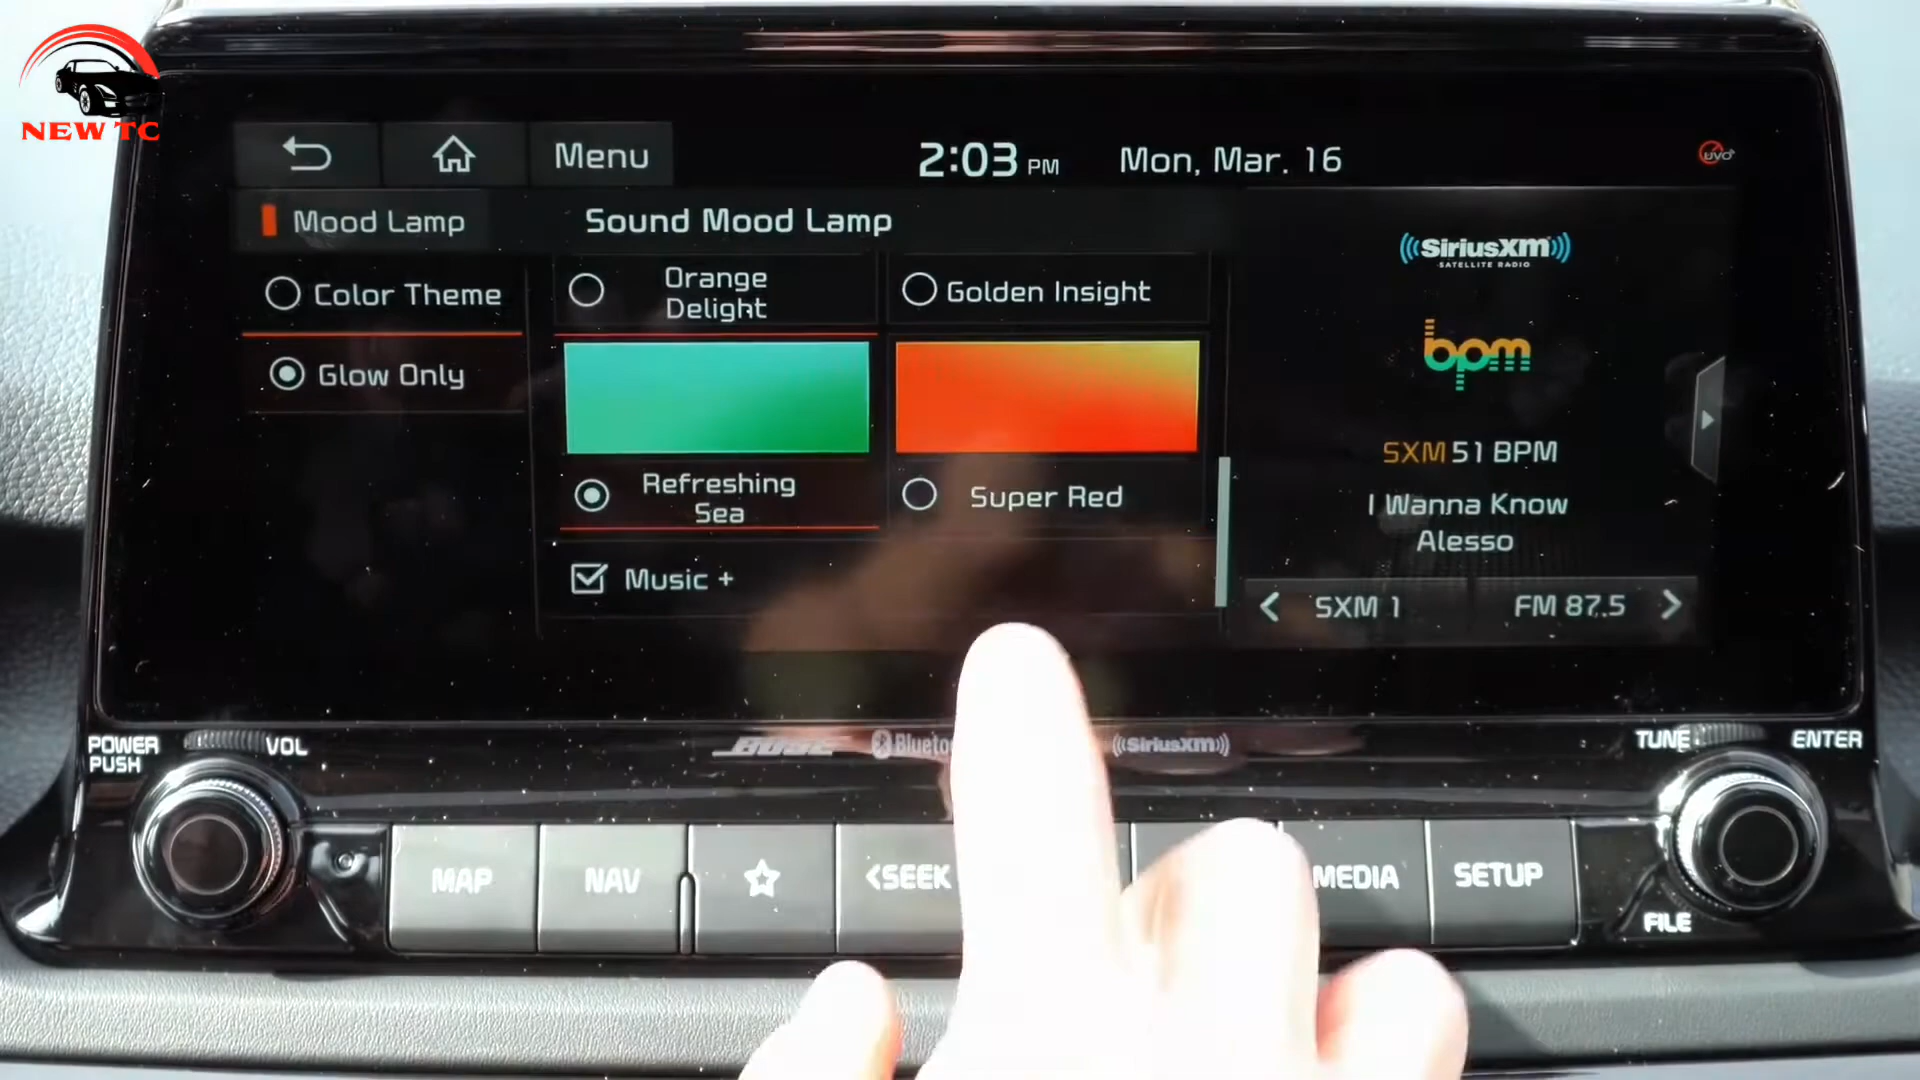 NEW TC
Menu
2:03 PM
Mon, Mar. 16
UVO
Mood Lamp
Sound Mood Lamp
Color Theme
Glow Only
Orange
Delight
Golden Insight
Refreshing
Sea
Super Red
Music +
SiriusXM
SATELLITE RADIO
bpm
SXM 51 BPM
I Wanna Know
Alesso
SXM 1
FM 87.5
POWER
PUSH
VOL
BOSE
SiriusXM
TUNE
ENTER
MAP
NAV
<SEEK
MEDIA
SETUP
FILE